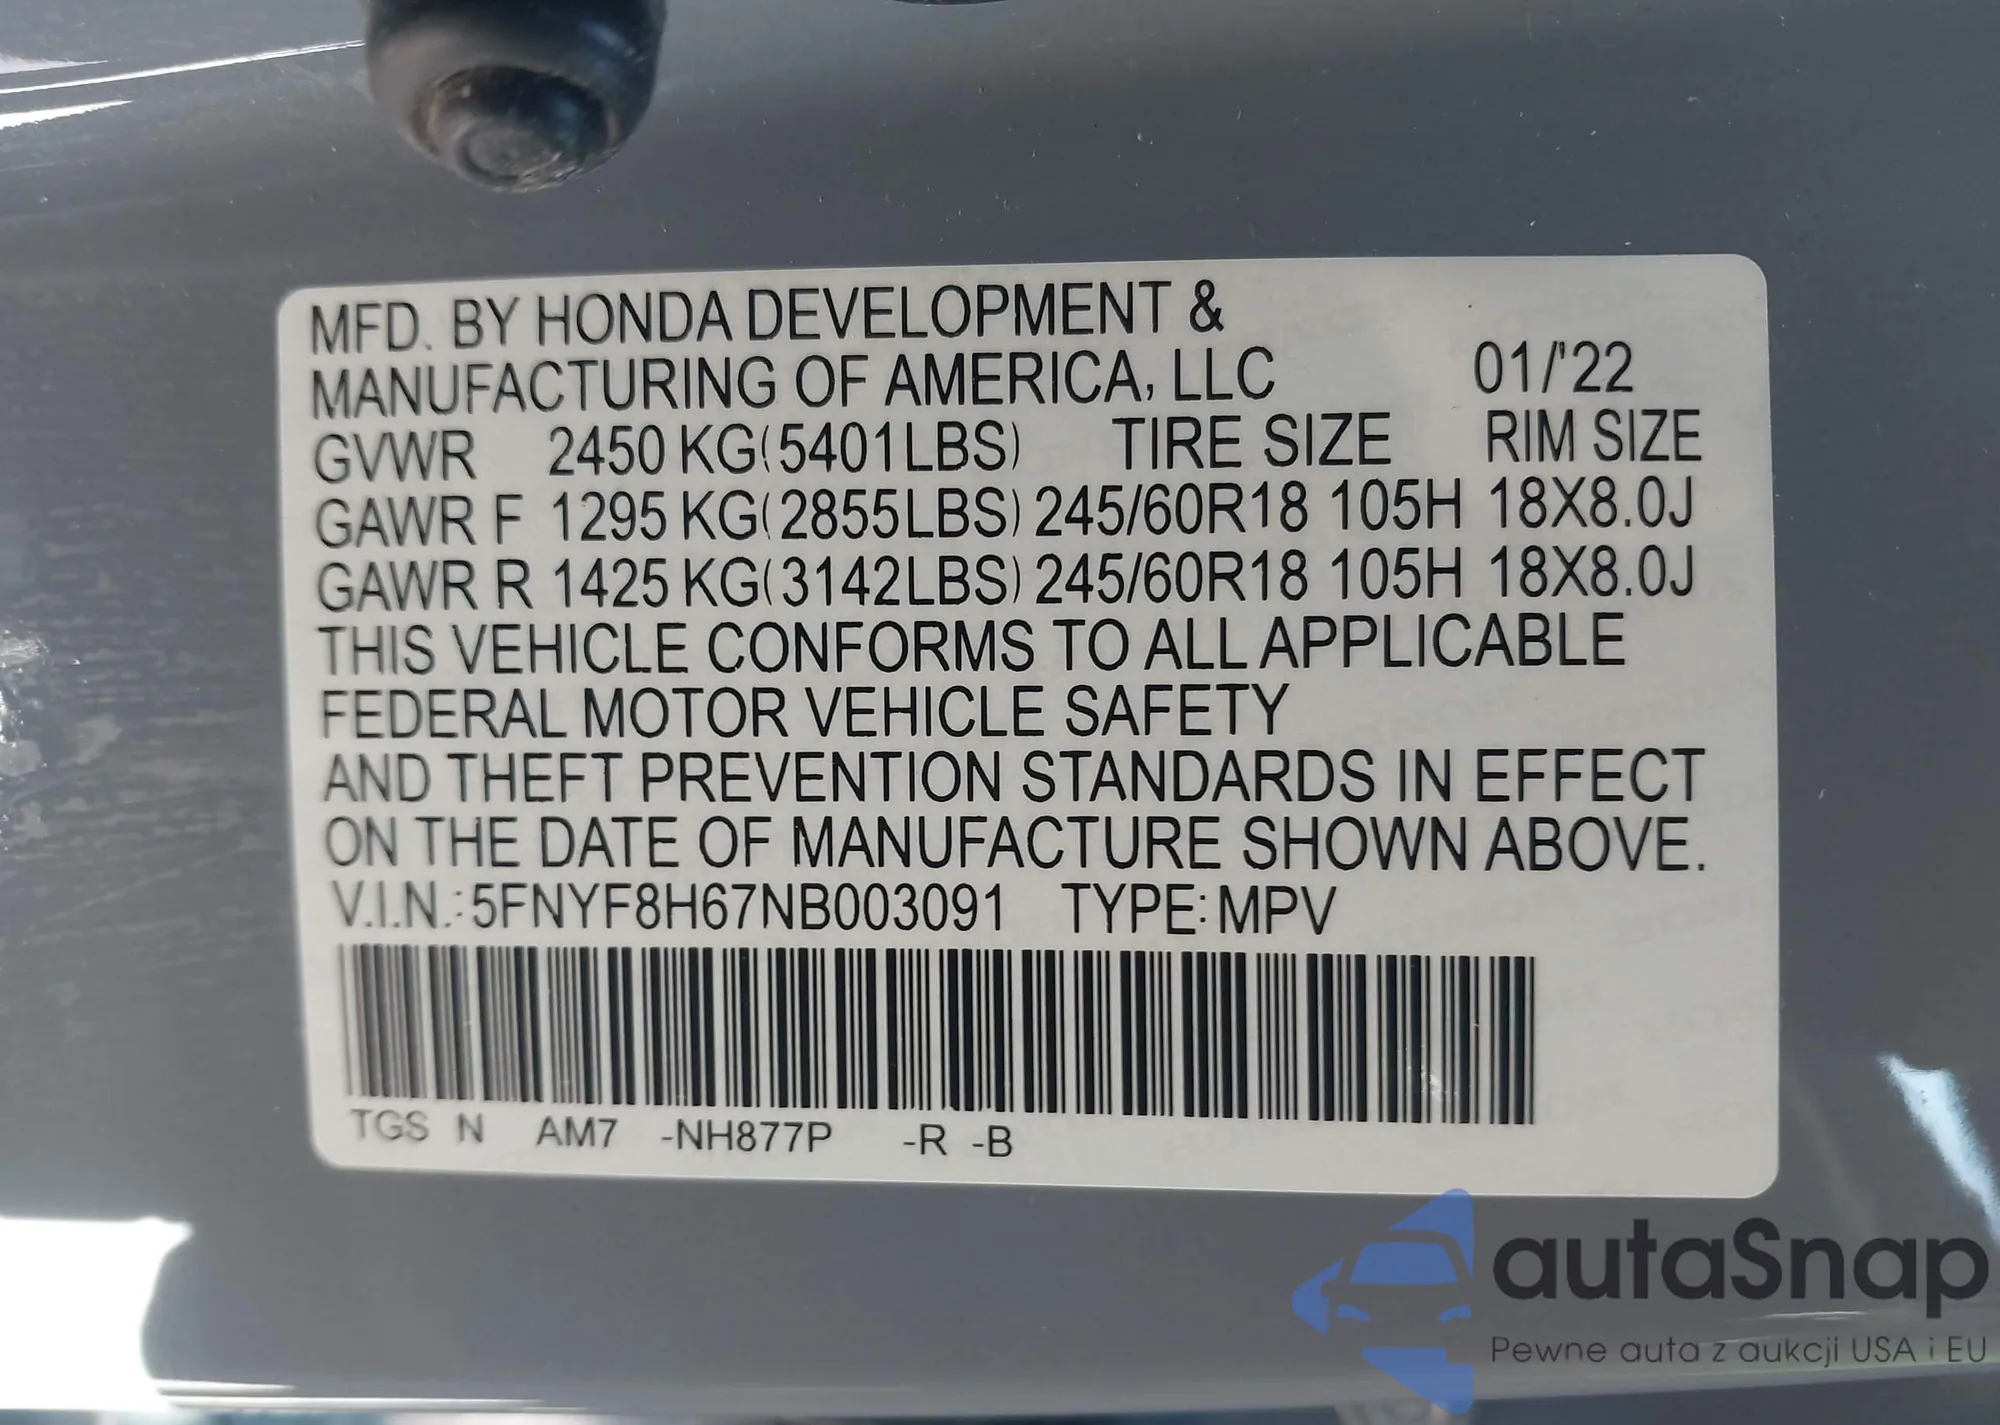 MFD. BY HONDA DEVELOPMENT &
MANUFACTURING OF AMERICA, LLC 01/'22
GVWR 2450 KG(5401LBS) TIRE SIZE RIM SIZE
GAWR F 1295 KG(2855LBS) 245/60R18 105H 18X8.0J
GAWR R 1425 KG(3142LBS) 245/60R18 105H 18X8.0J
THIS VEHICLE CONFORMS TO ALL APPLICABLE
FEDERAL MOTOR VEHICLE SAFETY
AND THEFT PREVENTION STANDARDS IN EFFECT
ON THE DATE OF MANUFACTURE SHOWN ABOVE.
V.I.N.:5FNYF8H67NB003091 TYPE:MPV
TGS N AM7 -NH877P -R -B
autaSnap
Pewne auta z aukcji USA i EU